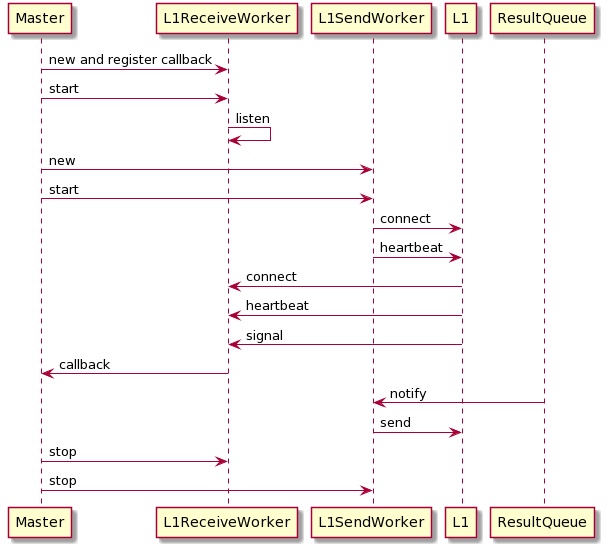 Master L1ReceiveWorker L1SendWorker L1 ResultQueue
new and register callback
start
listen
new
start
connect
heartbeat
connect
heartbeat
signal
callback
notify
send
stop
stop
Master L1ReceiveWorker L1SendWorker L1 ResultQueue